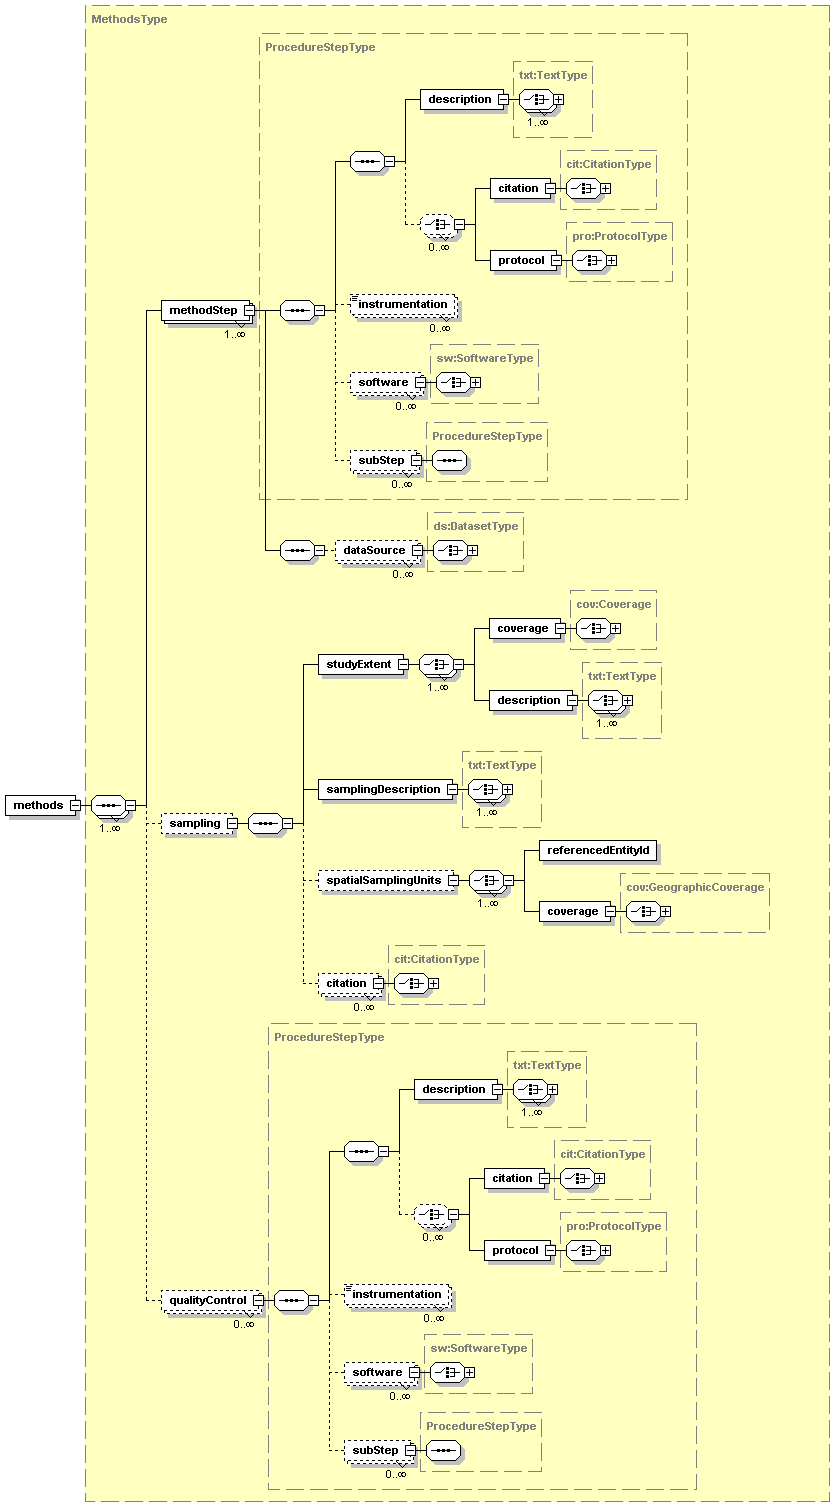 MethodsType
ProcedureStepType
txt:TextType
description
1..∞
cit:CitationType
citation
0..∞
pro:ProtocolType
protocol
methodStep
1..∞
instrumentation
0..∞
sw:SoftwareType
software
0..∞
ProcedureStepType
subStep
0..∞
ds:DatasetType
dataSource
0..∞
cov:Coverage
coverage
studyExtent
1..∞
txt:TextType
description
1..∞
txt:TextType
samplingDescription
1..∞
methods
1..∞
sampling
referencedEntityId
spatialSamplingUnits
1..∞
cov:GeographicCoverage
coverage
cit:CitationType
citation
0..∞
ProcedureStepType
txt:TextType
description
1..∞
cit:CitationType
citation
0..∞
pro:ProtocolType
protocol
qualityControl
0..∞
instrumentation
0..∞
sw:SoftwareType
software
0..∞
ProcedureStepType
subStep
0..∞